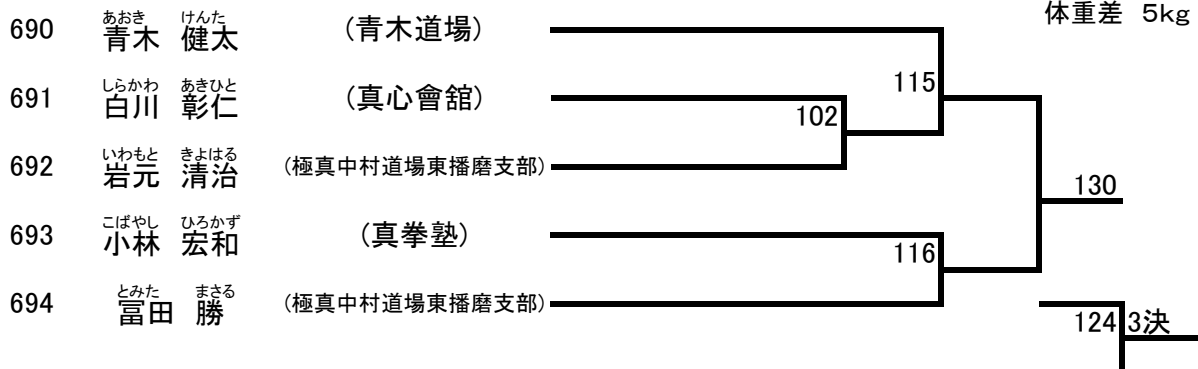 体重差 5kg
あおき けんた
690 青木 健太 (青木道場)
115
しらかわ あきひと
691 白川 彰仁 (真心會舘)
102
いわもと きよはる
692 岩元 清治 (極真中村道場東播磨支部)
130
こばやし ひろかず
693 小林 宏和 (真拳塾)
116
とみた まさる
694 冨田 勝 (極真中村道場東播磨支部)
124 3決